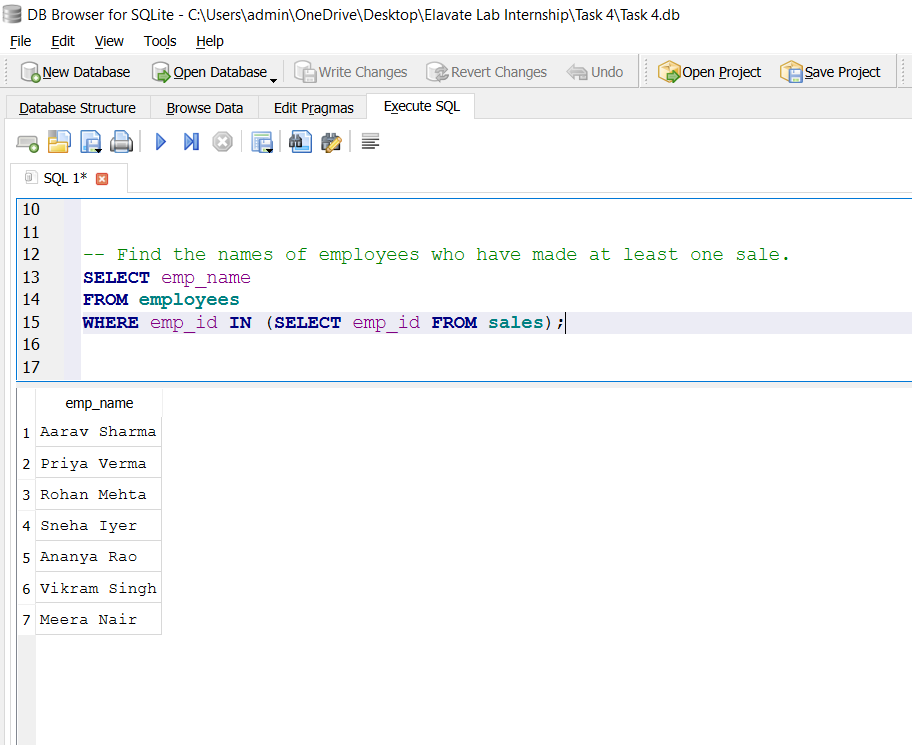 DB Browser for SQLite - C:\Users\admin\OneDrive\Desktop\Elavate Lab Internship\Task 4\Task 4.db
File Edit View Tools Help
New Database Open Database Write Changes Revert Changes Undo Open Project Save Project
Database Structure Browse Data Edit Pragmas Execute SQL
SQL 1*
10
11
12 -- Find the names of employees who have made at least one sale.
13 SELECT emp_name
14 FROM employees
15 WHERE emp_id IN (SELECT emp_id FROM sales);
16
17
emp_name
1 Aarav Sharma
2 Priya Verma
3 Rohan Mehta
4 Sneha Iyer
5 Ananya Rao
6 Vikram Singh
7 Meera Nair